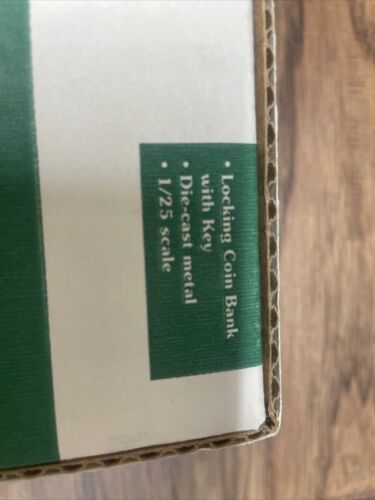 • Locking Coin Bank
with Key
• Die-cast metal
• 1/25 scale